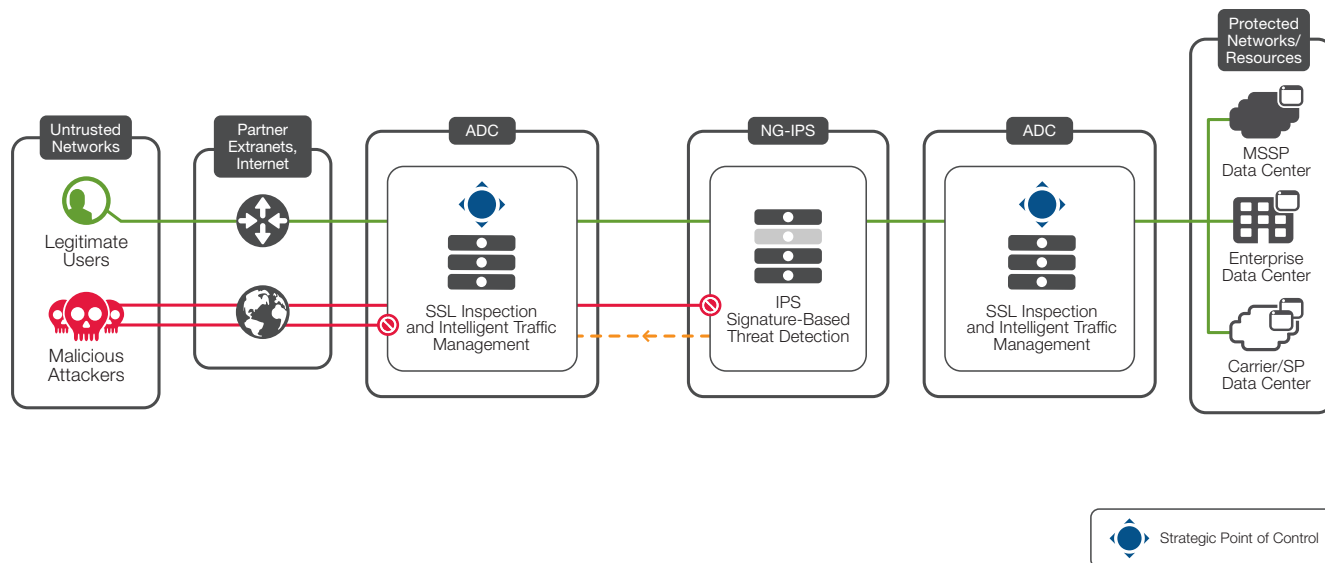 Protected
Networks/
Resources
Untrusted
Networks
Partner
Extranets,
Internet
ADC
NG-IPS
ADC
Legitimate
Users
Malicious
Attackers
SSL Inspection
and Intelligent Traffic
Management
IPS
Signature-Based
Threat Detection
SSL Inspection
and Intelligent Traffic
Management
MSSP
Data Center
Enterprise
Data Center
Carrier/SP
Data Center
Strategic Point of Control